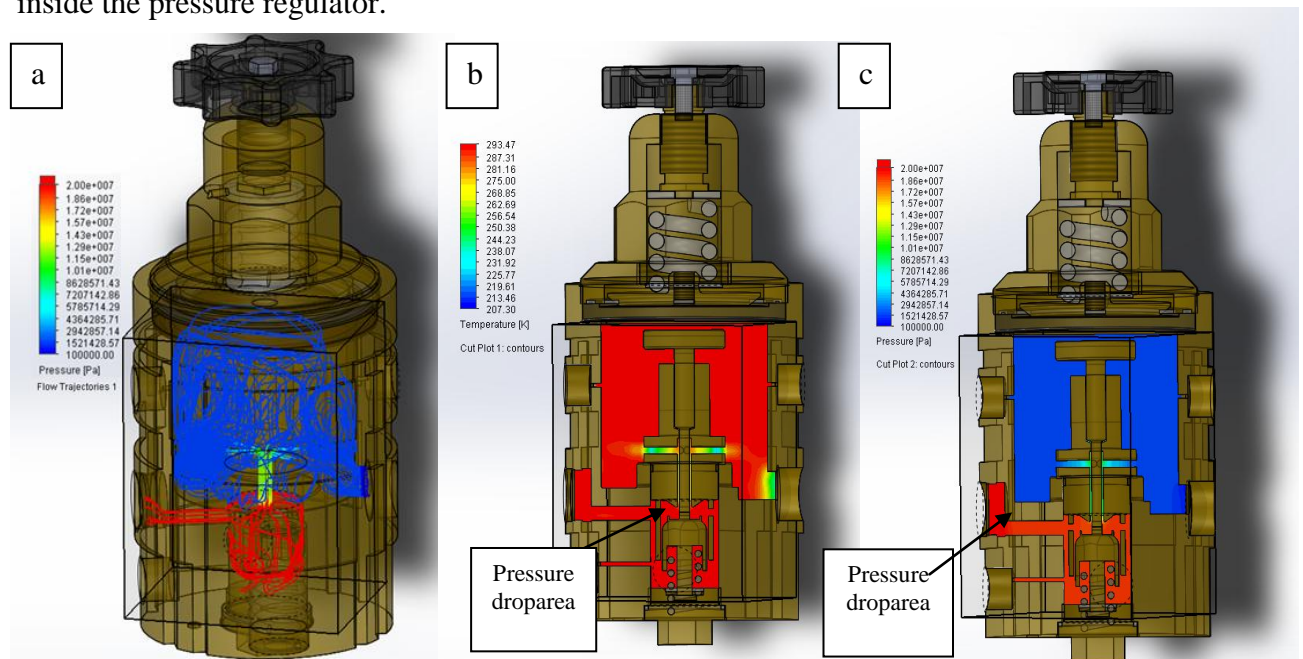 inside the pressure regulator.
a
2.00e+007
1.86e+007
1.72e+007
1.57e+007
1.43e+007
1.29e+007
1.15e+007
1.01e+007
8628571.43
7207142.86
5785714.29
4364285.71
2942857.14
1521428.57
100000.00
Pressure [Pa]
Flow Trajectories 1
b
293.47
287.31
281.16
275.00
268.85
262.69
256.54
250.38
244.23
238.07
231.92
225.77
219.61
213.46
207.30
Temperature [K]
Cut Plot 1: contours
Pressure
droparea
c
2.00e+007
1.86e+007
1.72e+007
1.57e+007
1.43e+007
1.29e+007
1.15e+007
1.01e+007
8628571.43
7207142.86
5785714.29
4364285.71
2942857.14
1521428.57
100000.00
Pressure [Pa]
Cut Plot 2: contours
Pressure
droparea